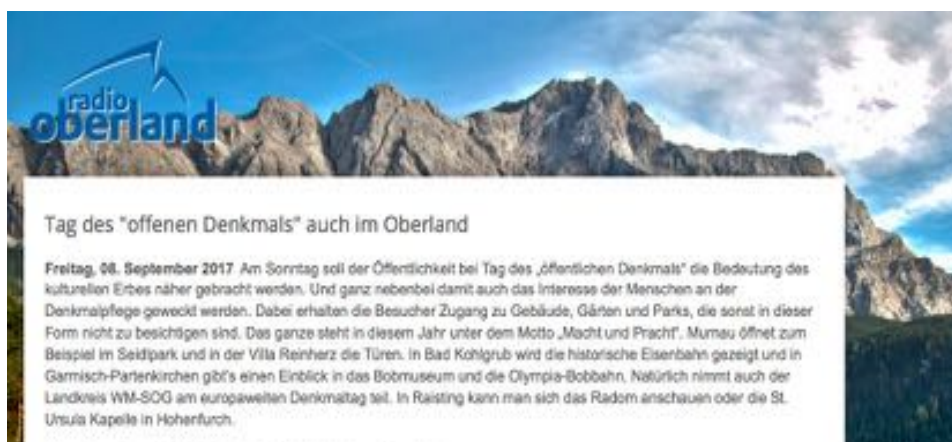 radio
oberland
Tag des "offenen Denkmals" auch im Oberland
Freitag, 08. September 2017 Am Sonntag soll der Öffentlichkeit bei Tag des „öffentlichen Denkmals" die Bedeutung des
kulturellen Erbes näher gebracht werden. Und ganz nebenbei damit auch das Interesse der Menschen an der
Denkmalpflege geweckt werden. Dabei erhalten die Besucher Zugang zu Gebäude, Gärten und Parks, die sonst in dieser
Form nicht zu besichtigen sind. Das ganze steht in diesem Jahr unter dem Motto „Macht und Pracht". Murnau öffnet zum
Beispiel im Seidlpark und in der Villa Reinherz die Türen. In Bad Kohlgrub wird die historische Eisenbahn gezeigt und in
Garmisch-Partenkirchen gibt's einen Einblick in das Bobmuseum und die Olympia-Bobbahn. Natürlich nimmt auch der
Landkreis WM-SOG am europaweiten Denkmaltag teil. In Raisting kann man sich das Radom anschauen oder die St.
Ursula Kapelle in Hohenfurch.